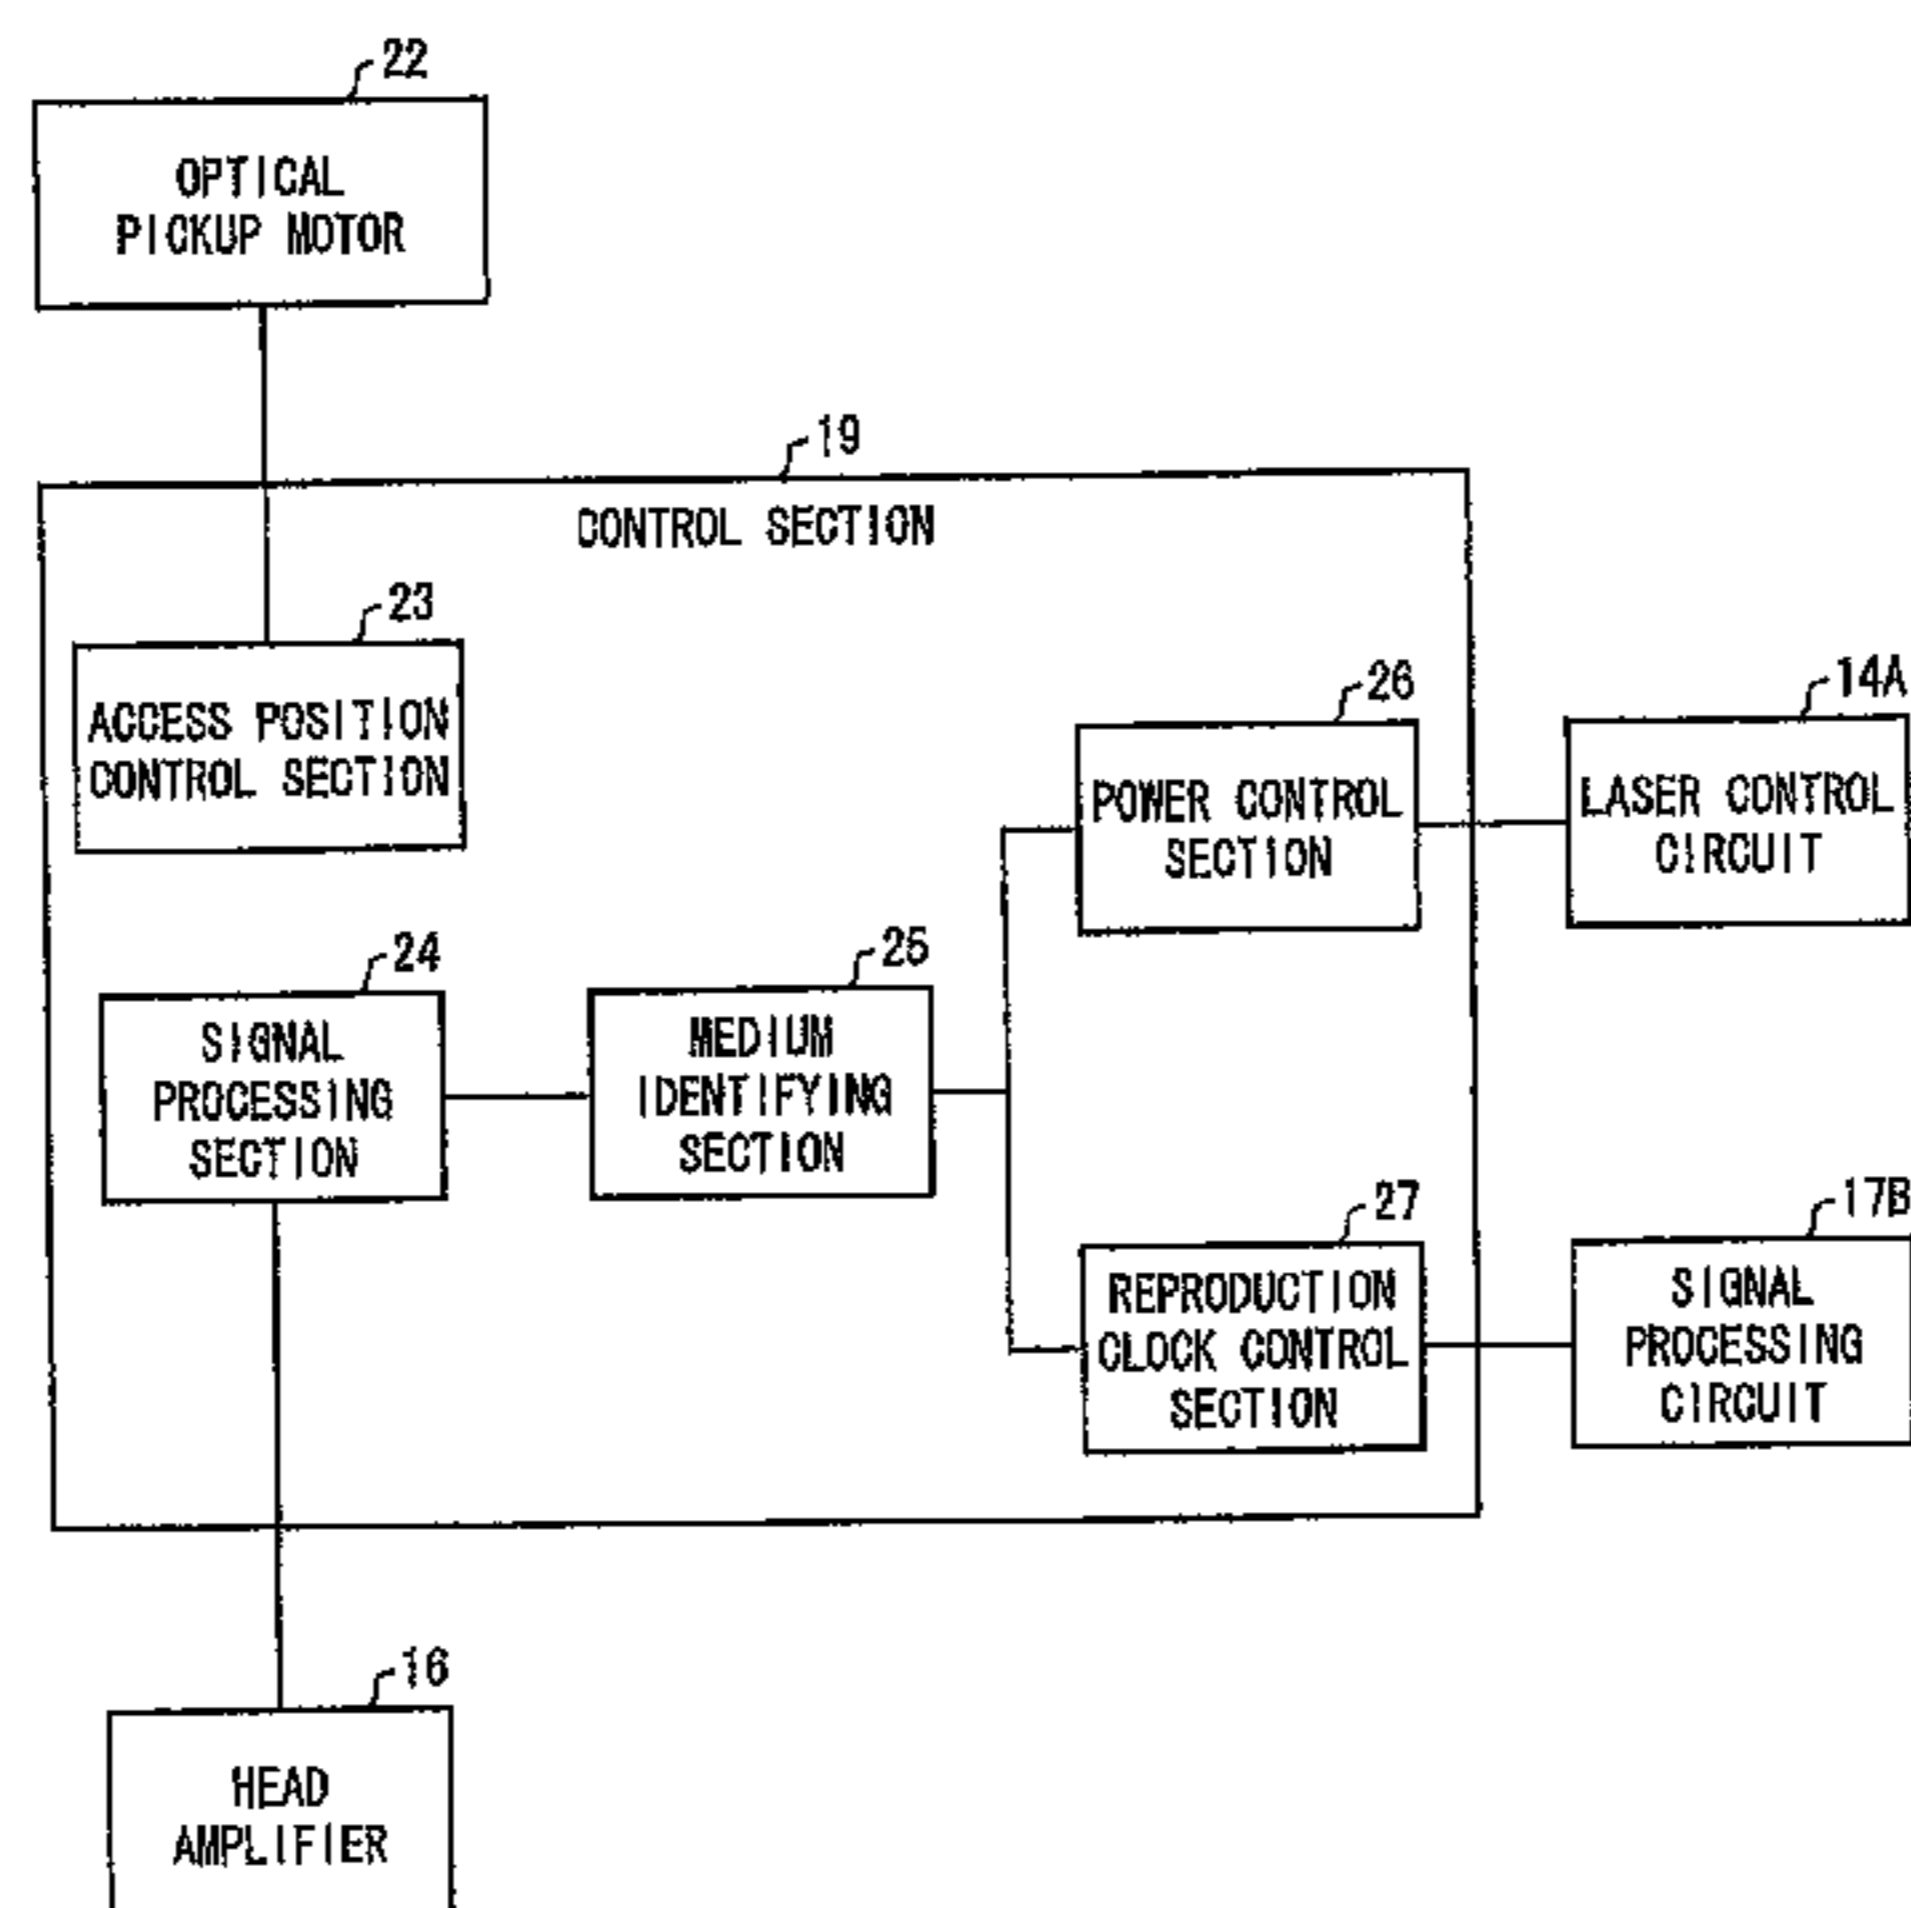 22
OPTICAL
PICKUP MOTOR
19
CONTROL SECTION
23
ACCESS POSITION
CONTROL SECTION
26
POWER CONTROL
SECTION
14A
LASER CONTROL
CIRCUIT
24
SIGNAL
PROCESSING
SECTION
25
MEDIUM
IDENTIFYING
SECTION
27
REPRODUCTION
CLOCK CONTROL
SECTION
17B
SIGNAL
PROCESSING
CIRCUIT
16
HEAD
AMPLIFIER